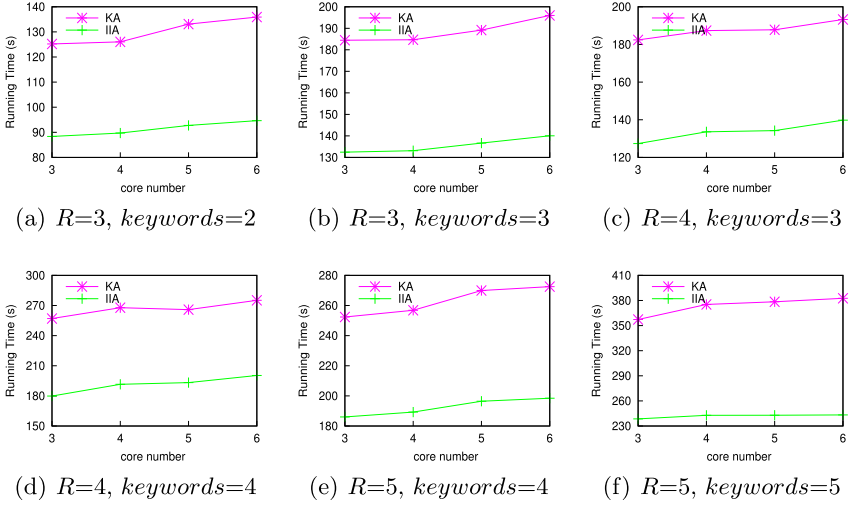 140
130
120
110
100
90
80
Running Time (s)
KA
IIA
3 4 5 6
core number
(a) R=3, keywords=2
200
190
180
170
160
150
140
130
Running Time (s)
KA
IIA
3 4 5 6
core number
(b) R=3, keywords=3
200
180
160
140
120
Running Time (s)
KA
IIA
3 4 5 6
core number
(c) R=4, keywords=3
300
270
240
210
180
150
Running Time (s)
KA
IIA
3 4 5 6
core number
(d) R=4, keywords=4
280
260
240
220
200
180
Running Time (s)
KA
IIA
3 4 5 6
core number
(e) R=5, keywords=4
410
380
350
320
290
260
230
Running Time (s)
KA
IIA
3 4 5 6
core number
(f) R=5, keywords=5